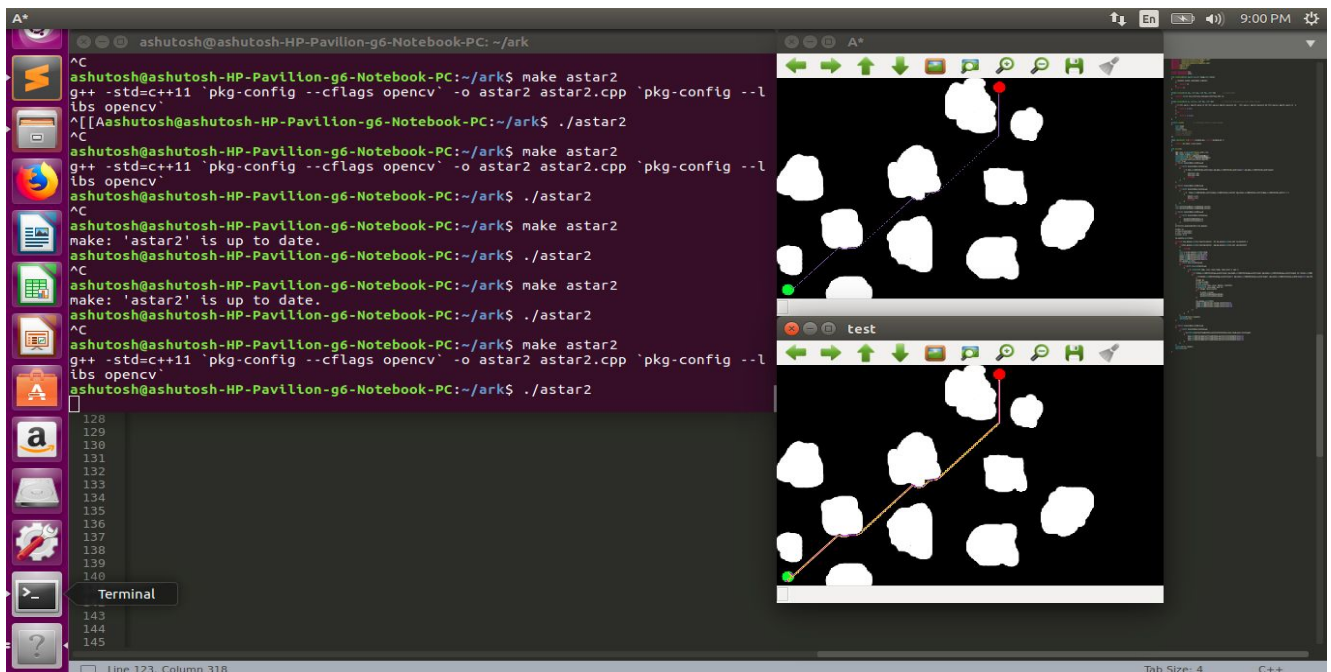 A*
En
9:00 PM
ashutosh@ashutosh-HP-Pavilion-g6-Notebook-PC: ~/ark
^C
ashutosh@ashutosh-HP-Pavilion-g6-Notebook-PC:~/ark$ make astar2
g++ -std=c++11 `pkg-config --cflags opencv` -o astar2 astar2.cpp `pkg-config --l
ibs opencv`
^[[Aashutosh@ashutosh-HP-Pavilion-g6-Notebook-PC:~/ark$ ./astar2
^C
ashutosh@ashutosh-HP-Pavilion-g6-Notebook-PC:~/ark$ make astar2
g++ -std=c++11 `pkg-config --cflags opencv` -o astar2 astar2.cpp `pkg-config --l
ibs opencv`
ashutosh@ashutosh-HP-Pavilion-g6-Notebook-PC:~/ark$ ./astar2
^C
ashutosh@ashutosh-HP-Pavilion-g6-Notebook-PC:~/ark$ make astar2
make: 'astar2' is up to date.
ashutosh@ashutosh-HP-Pavilion-g6-Notebook-PC:~/ark$ ./astar2
^C
ashutosh@ashutosh-HP-Pavilion-g6-Notebook-PC:~/ark$ make astar2
make: 'astar2' is up to date.
ashutosh@ashutosh-HP-Pavilion-g6-Notebook-PC:~/ark$ ./astar2
^C
ashutosh@ashutosh-HP-Pavilion-g6-Notebook-PC:~/ark$ make astar2
g++ -std=c++11 `pkg-config --cflags opencv` -o astar2 astar2.cpp `pkg-config --l
ibs opencv`
ashutosh@ashutosh-HP-Pavilion-g6-Notebook-PC:~/ark$ ./astar2
128
129
130
131
132
133
134
135
136
137
138
139
140
143
144
145
A*
test
Terminal
Line 123, Column 318
Tab Size: 4
C++